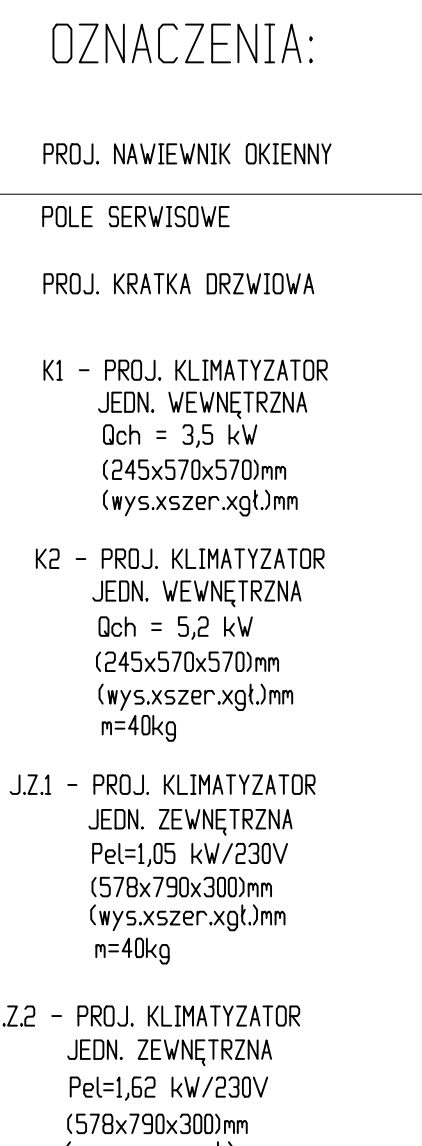 OZNACZENIA:
PROJ. NAWIEWNIK OKIENNY
POLE SERWISOWE
PROJ. KRATKA DRZWIOWA
K1 - PROJ. KLIMATYZATOR
JEDN. WEWNĘTRZNA
Qch = 3,5 kW
(245x570x570)mm
(wys.xszer.xgł.)mm
K2 - PROJ. KLIMATYZATOR
JEDN. WEWNĘTRZNA
Qch = 5,2 kW
(245x570x570)mm
(wys.xszer.xgł.)mm
m=40kg
J.Z.1 - PROJ. KLIMATYZATOR
JEDN. ZEWNĘTRZNA
Pel=1,05 kW/230V
(578x790x300)mm
(wys.xszer.xgł.)mm
m=40kg
.Z.2 - PROJ. KLIMATYZATOR
JEDN. ZEWNĘTRZNA
Pel=1,62 kW/230V
(578x790x300)mm